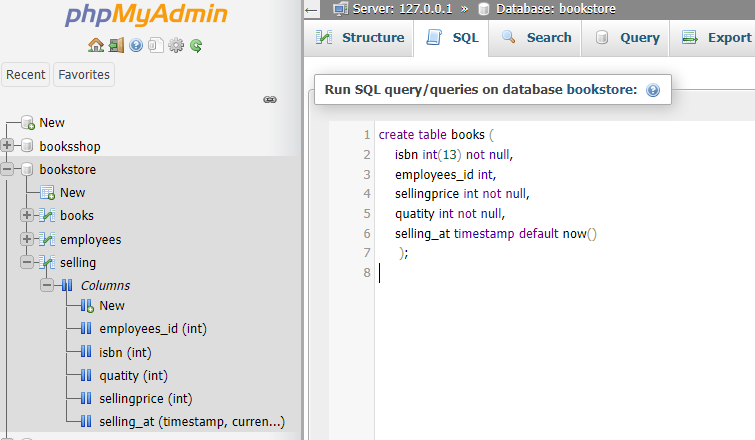 phpMyAdmin
Recent Favorites
New
booksshop
bookstore
New
books
employees
selling
Columns
New
employees_id (int)
isbn (int)
quatity (int)
sellingprice (int)
selling_at (timestamp, curren...)
← Server: 127.0.0.1 » Database: bookstore
Structure SQL Search Query Export
Run SQL query/queries on database bookstore:
1 create table books (
2 isbn int(13) not null,
3 employees_id int,
4 sellingprice int not null,
5 quatity int not null,
6 selling_at timestamp default now()
7 );
8